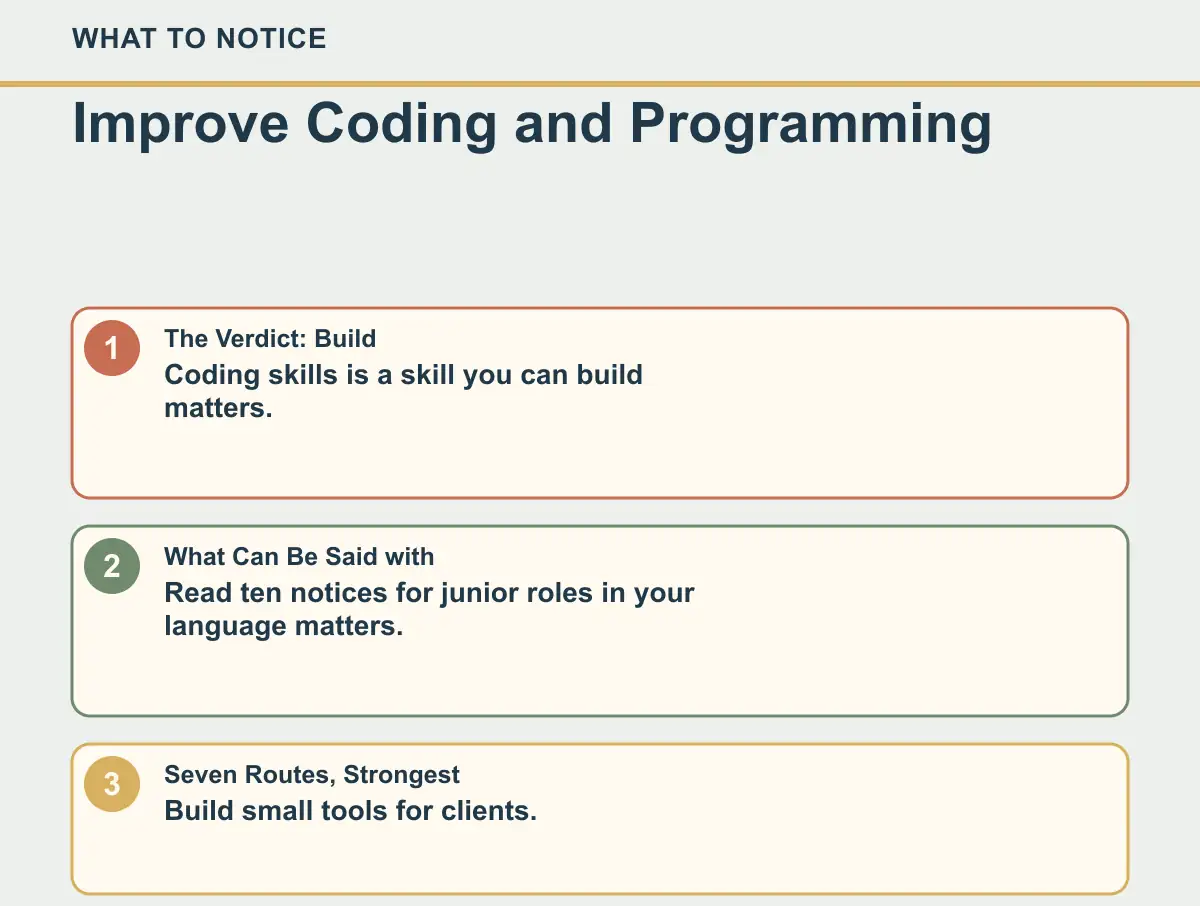 WHAT TO NOTICE
Improve Coding and Programming
1
The Verdict: Build
Coding skills is a skill you can build
matters.
2
What Can Be Said with
Read ten notices for junior roles in your
language matters.
3
Seven Routes, Strongest
Build small tools for clients.